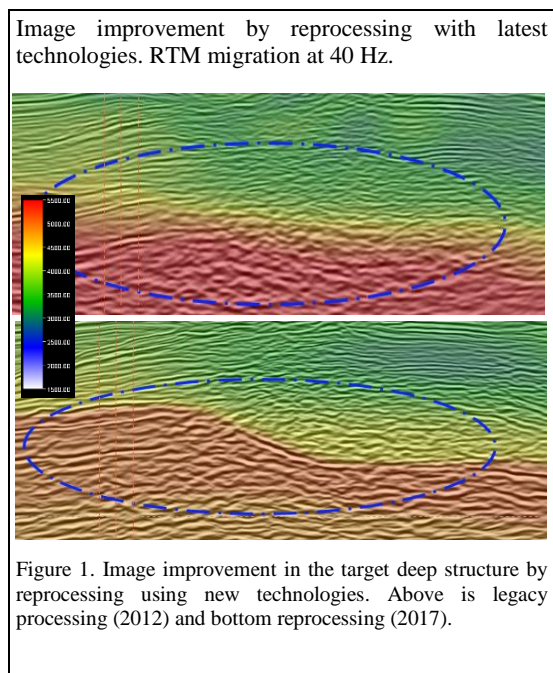 Image improvement by reprocessing with latest
technologies. RTM migration at 40 Hz.
5500.00
5000.00
4500.00
4000.00
3500.00
3000.00
2500.00
2000.00
1500.00
Figure 1. Image improvement in the target deep structure by
reprocessing using new technologies. Above is legacy
processing (2012) and bottom reprocessing (2017).